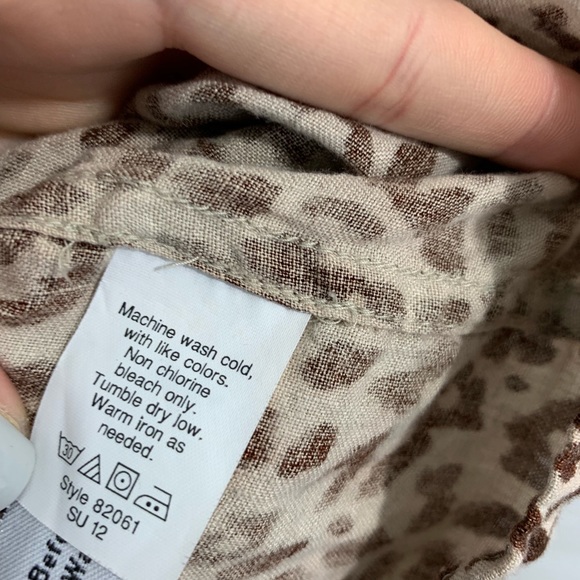 Machine wash cold,
with like colors.
Non chlorine
bleach only.
Tumble dry low.
Warm iron as
needed.
30
Style 82061
SU 12